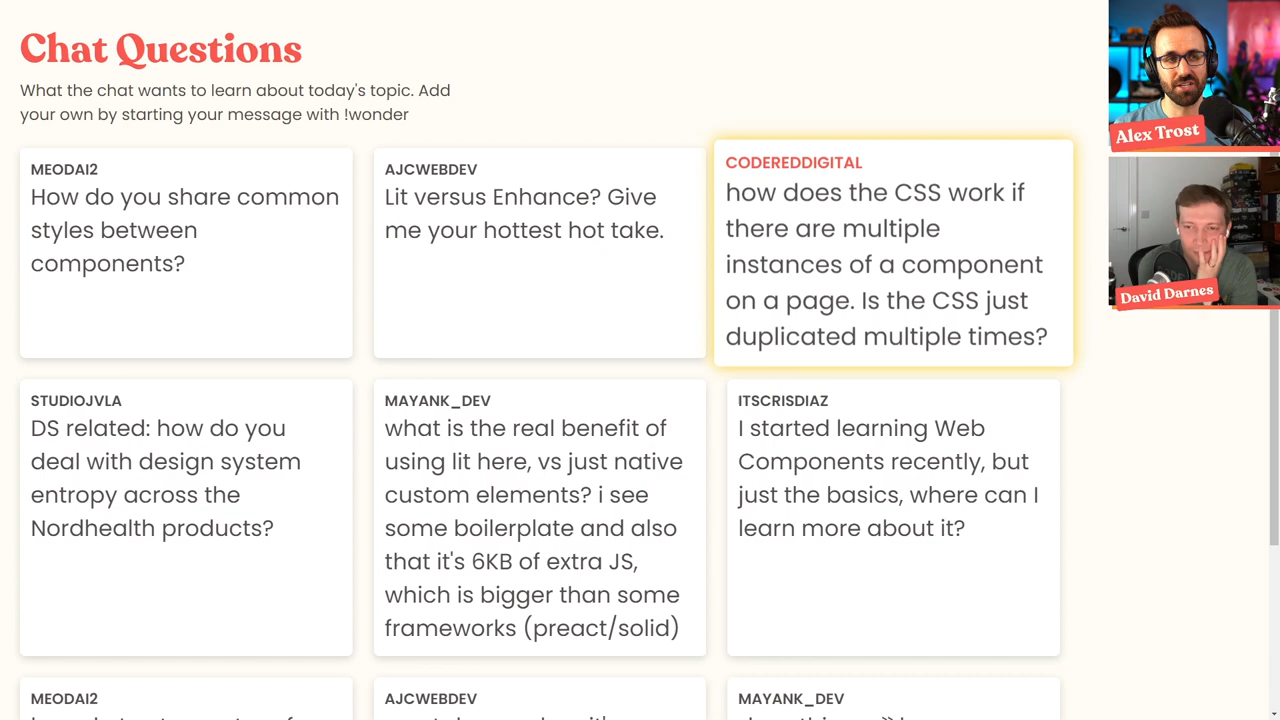 Chat Questions
What the chat wants to learn about today's topic. Add
your own by starting your message with !wonder
MEODAI2
How do you share common
styles between
components?
AJCWEBDEV
Lit versus Enhance? Give
me your hottest hot take.
CODEREDDIGITAL
how does the CSS work if
there are multiple
instances of a component
on a page. Is the CSS just
duplicated multiple times?
STUDIOJVLA
DS related: how do you
deal with design system
entropy across the
Nordhealth products?
MAYANK_DEV
what is the real benefit of
using lit here, vs just native
custom elements? i see
some boilerplate and also
that it's 6KB of extra JS,
which is bigger than some
frameworks (preact/solid)
ITSCRISDIAZ
I started learning Web
Components recently, but
just the basics, where can I
learn more about it?
MEODAI2
AJCWEBDEV
MAYANK_DEV
Alex Trost
David Darnes